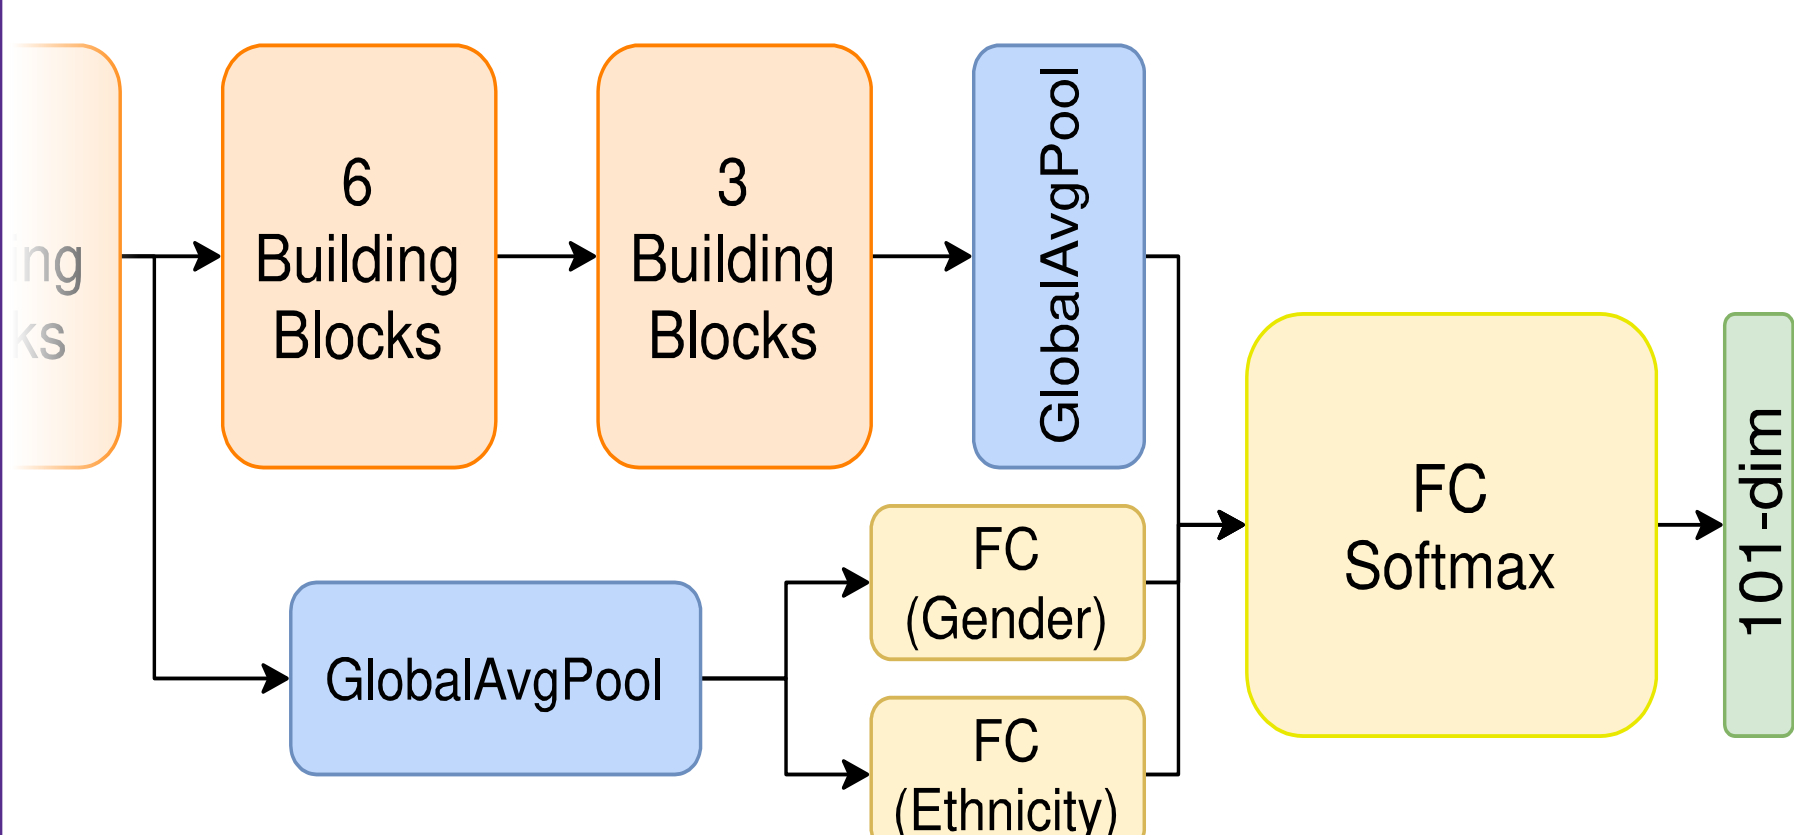 6
Building
Blocks
3
Building
Blocks
GlobalAvgPool
GlobalAvgPool
FC
(Gender)
FC
(Ethnicity)
FC
Softmax
101-dim